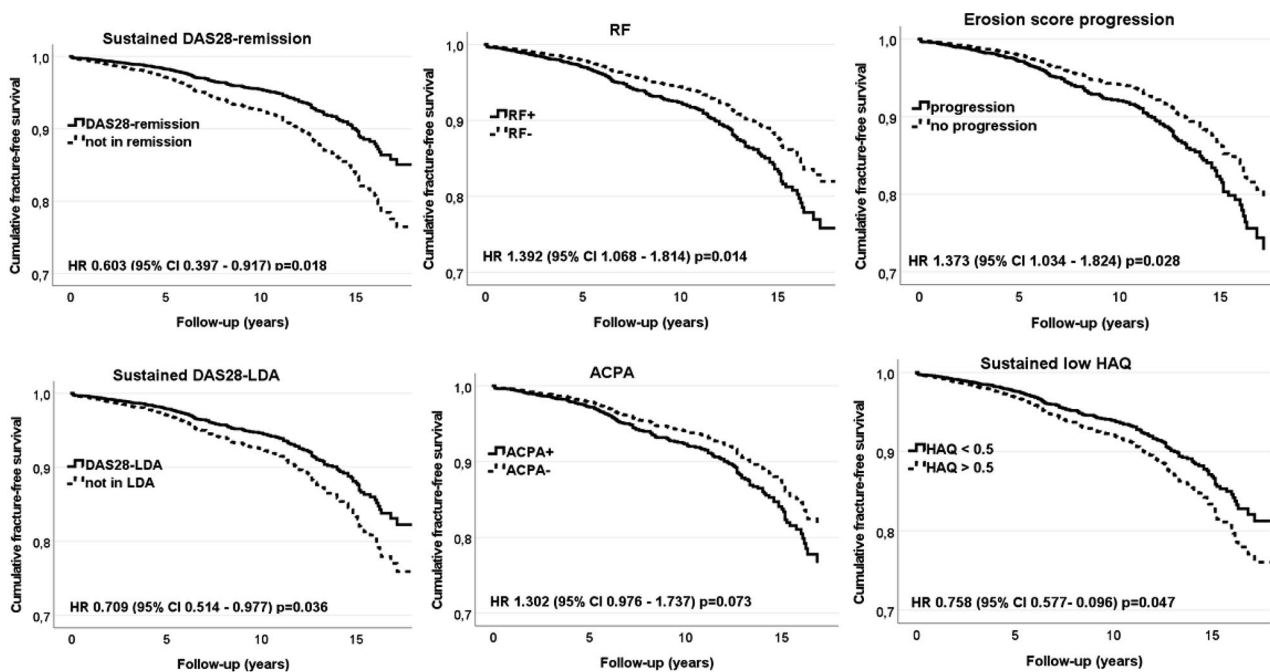 Sustained DAS28-remission
Cumulative fracture-free survival
1,0
0,9
0,8
0,7
DAS28-remission
not in remission
HR 0.603 (95% CI 0.397 - 0.917) p=0.018
0 5 10 15
Follow-up (years)
RF
Cumulative fracture-free survival
1,0
0,9
0,8
0,7
RF+
RF-
HR 1.392 (95% CI 1.068 - 1.814) p=0.014
0 5 10 15
Follow-up (years)
Erosion score progression
Cumulative fracture-free survival
1,0
0,9
0,8
0,7
progression
no progression
HR 1.373 (95% CI 1.034 - 1.824) p=0.028
0 5 10 15
Follow-up (years)
Sustained DAS28-LDA
Cumulative fracture-free survival
1,0
0,9
0,8
0,7
DAS28-LDA
not in LDA
HR 0.709 (95% CI 0.514 - 0.977) p=0.036
0 5 10 15
Follow-up (years)
ACPA
Cumulative fracture-free survival
1,0
0,9
0,8
0,7
ACPA+
ACPA-
HR 1.302 (95% CI 0.976 - 1.737) p=0.073
0 5 10 15
Follow-up (years)
Sustained low HAQ
Cumulative fracture-free survival
1,0
0,9
0,8
0,7
HAQ < 0.5
HAQ > 0.5
HR 0.758 (95% CI 0.577- 0.096) p=0.047
0 5 10 15
Follow-up (years)